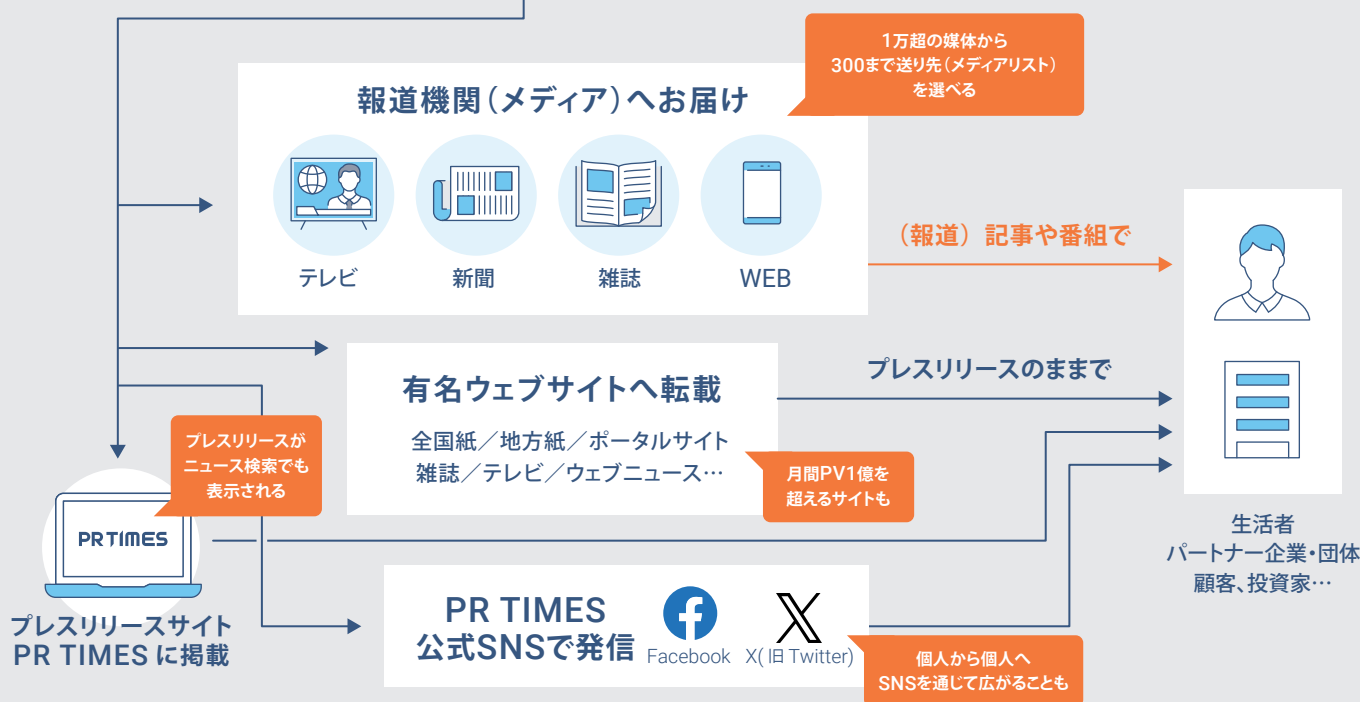 1万超の媒体から
300まで送り先(メディアリスト)
を選べる
報道機関(メディア)へお届け
テレビ
新聞
雑誌
WEB
(報道)記事や番組で
有名ウェブサイトへ転載
全国紙／地方紙／ポータルサイト
雑誌／テレビ／ウェブニュース…
月間PV1億を
超えるサイトも
プレスリリースのままで
プレスリリースが
ニュース検索でも
表示される
PR TIMES
プレスリリースサイト
PR TIMES に掲載
PR TIMES
公式SNSで発信
Facebook
X(旧 Twitter)
個人から個人へ
SNSを通じて広がることも
生活者
パートナー企業・団体
顧客、投資家…